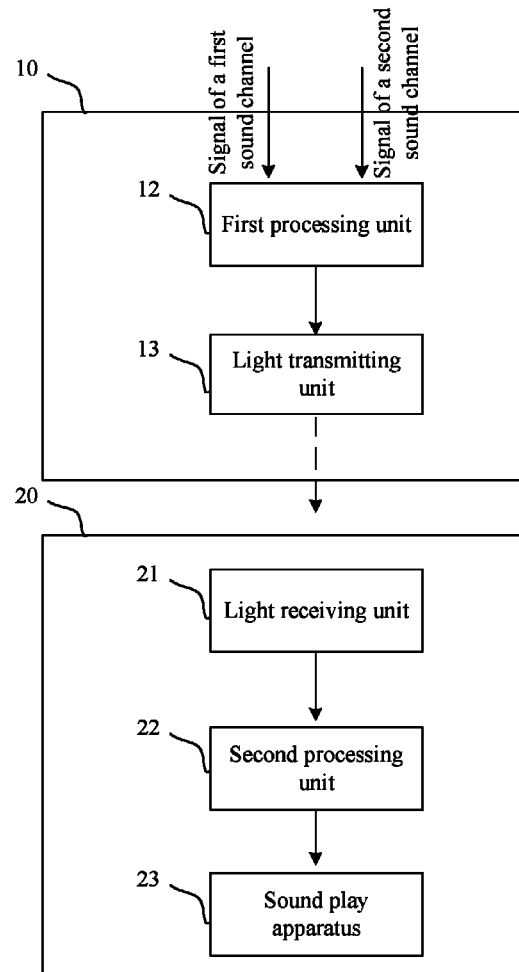 Signal of a first
sound channel
Signal of a second
sound channel
10
12
First processing unit
13
Light transmitting
unit
20
21
Light receiving unit
22
Second processing
unit
23
Sound play
apparatus